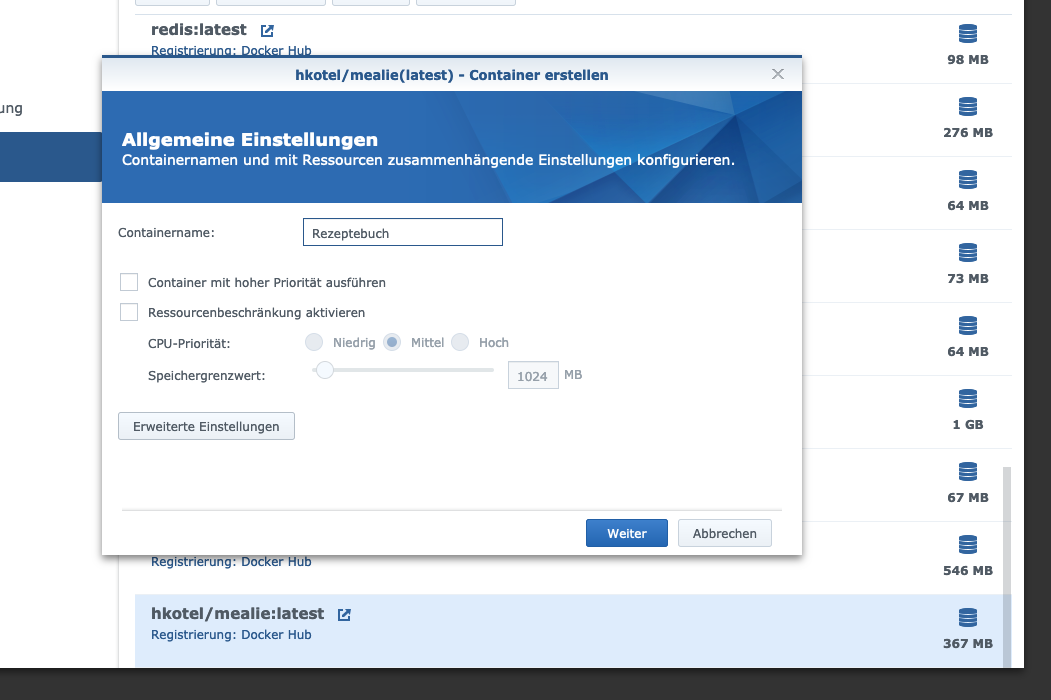 redis:latest
Registrierung: Docker Hub
98 MB
hkotel/mealie(latest) - Container erstellen
ung
276 MB
Allgemeine Einstellungen
Containernamen und mit Ressourcen zusammenhängende Einstellungen konfigurieren.
64 MB
Containername:
Rezeptebuch
73 MB
Container mit hoher Priorität ausführen
Ressourcenbeschränkung aktivieren
CPU-Priorität:
Niedrig
Mittel
Hoch
64 MB
Speichergrenzwert:
1024
MB
Erweiterte Einstellungen
1 GB
67 MB
Weiter
Abbrechen
Registrierung: Docker Hub
546 MB
hkotel/mealie:latest
Registrierung: Docker Hub
367 MB